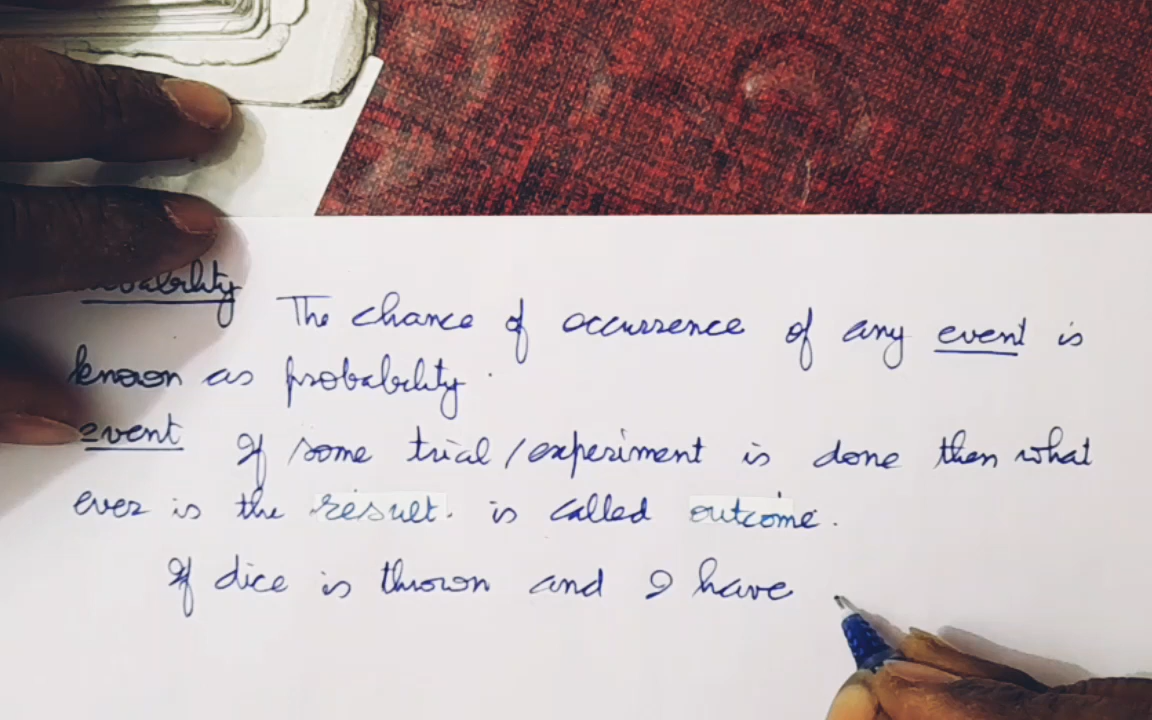 Probability The chance of occurrence of any event is
known as probability.
Event If some trial/experiment is done then what
ever is the result. is called outcome.
If dice is thrown and I have